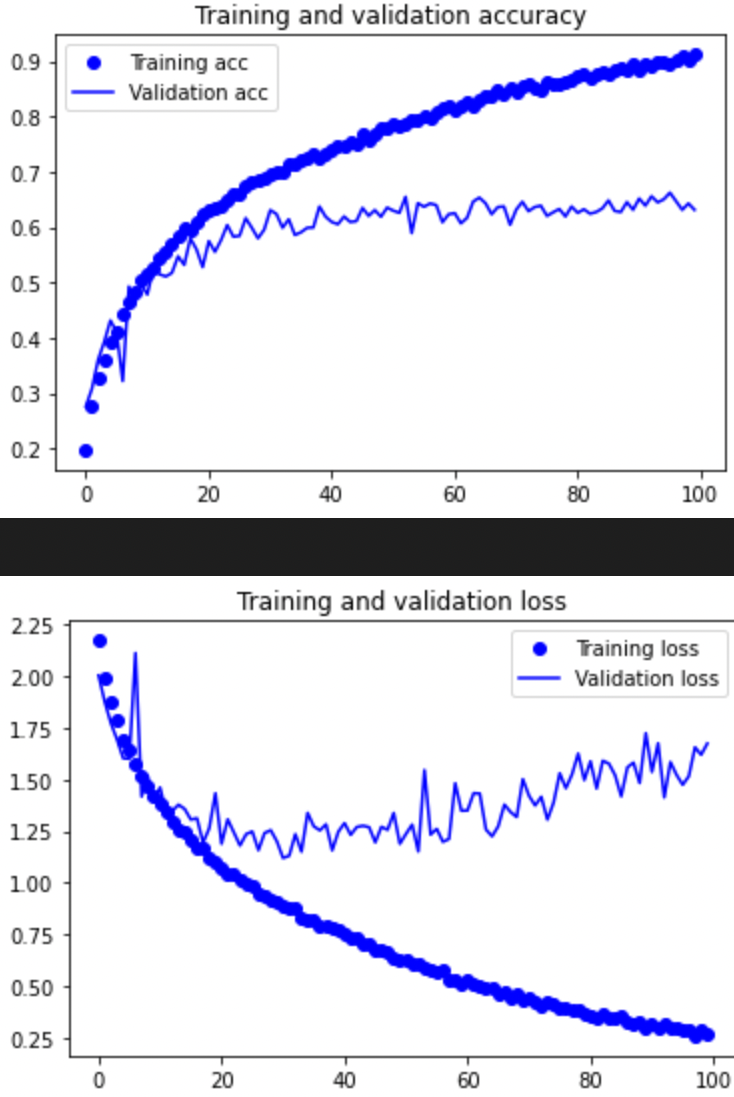 Training and validation accuracy
Training acc
Validation acc
0.9
0.8
0.7
0.6
0.5
0.4
0.3
0.2
0 20 40 60 80 100
Training and validation loss
Training loss
Validation loss
2.25
2.00
1.75
1.50
1.25
1.00
0.75
0.50
0.25
0 20 40 60 80 100